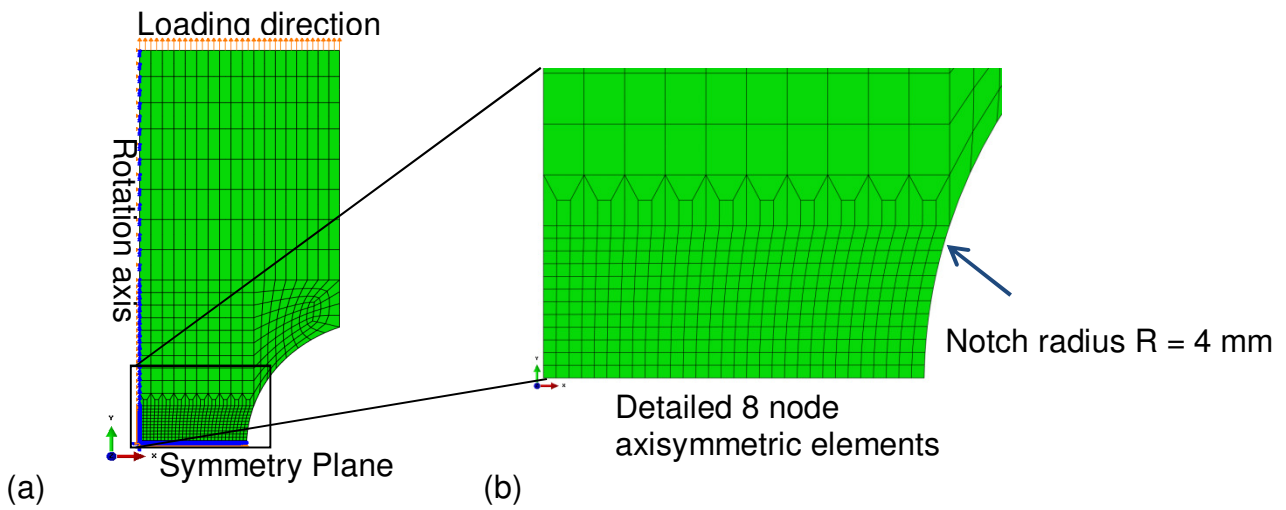 Loading direction
Rotation axis
Symmetry Plane
Y
X
(a)
Notch radius R = 4 mm
Detailed 8 node
axisymmetric elements
Y
X
(b)